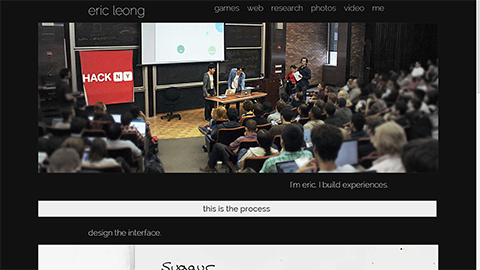 eric leong
games web research photos video me
HACK NY
I'm eric. I build experiences.
this is the process
design the interface.